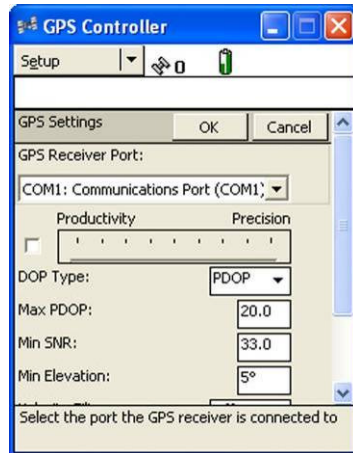 GPS Controller
Setup 0
GPS Settings OK Cancel
GPS Receiver Port:
COM1: Communications Port (COM1)
Productivity Precision
DOP Type: PDOP
Max PDOP: 20.0
Min SNR: 33.0
Min Elevation: 5°
Select the port the GPS receiver is connected to